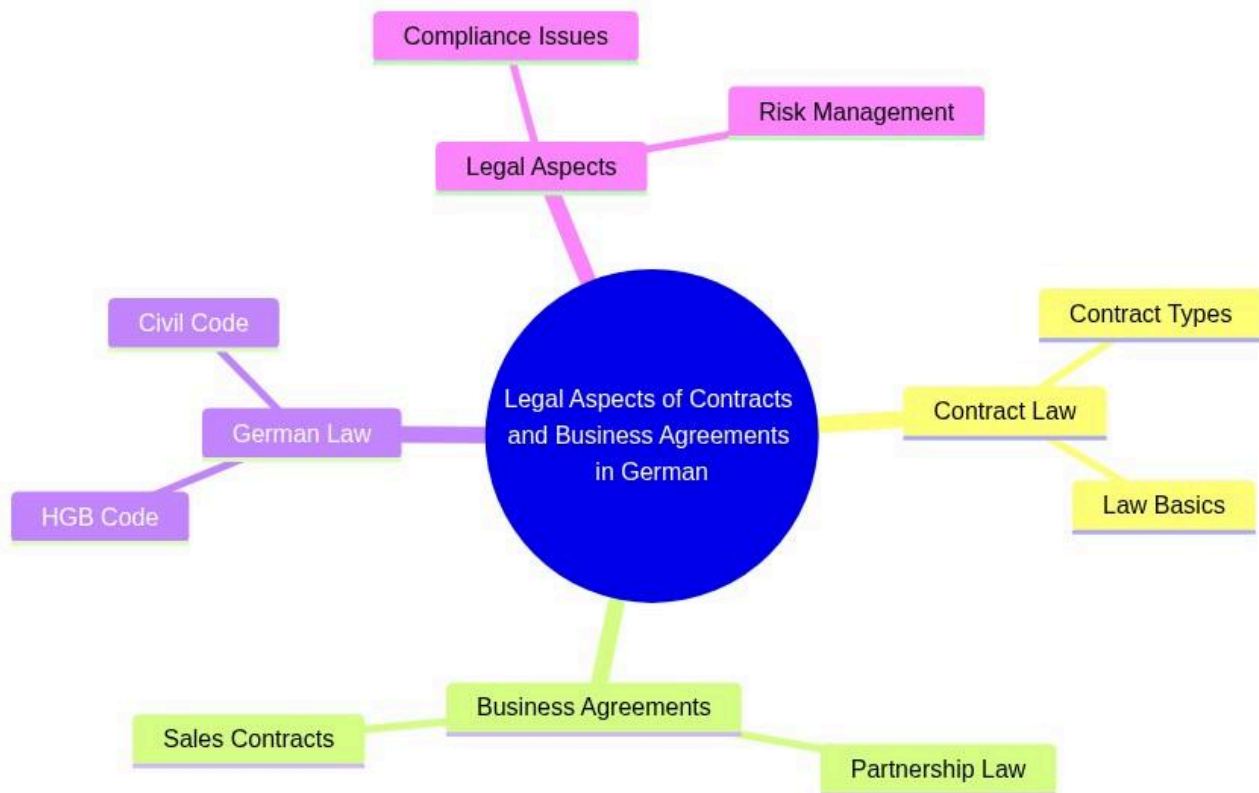 Compliance Issues
Risk Management
Legal Aspects
Civil Code
German Law
HGB Code
Legal Aspects of Contracts
and Business Agreements
in German
Contract Types
Contract Law
Law Basics
Business Agreements
Sales Contracts
Partnership Law